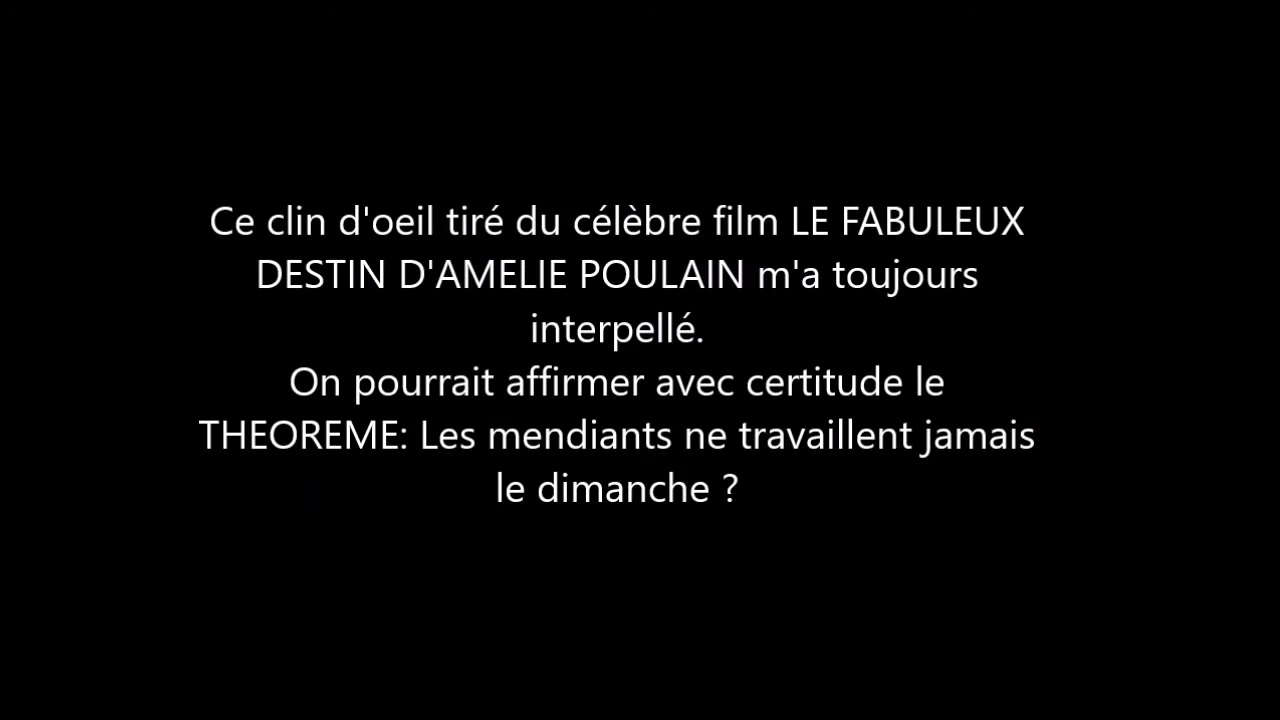 Ce clin d'oeil tiré du célèbre film LE FABULEUX
DESTIN D'AMELIE POULAIN m'a toujours
interpellé.
On pourrait affirmer avec certitude le
THEOREME: Les mendiants ne travaillent jamais
le dimanche ?